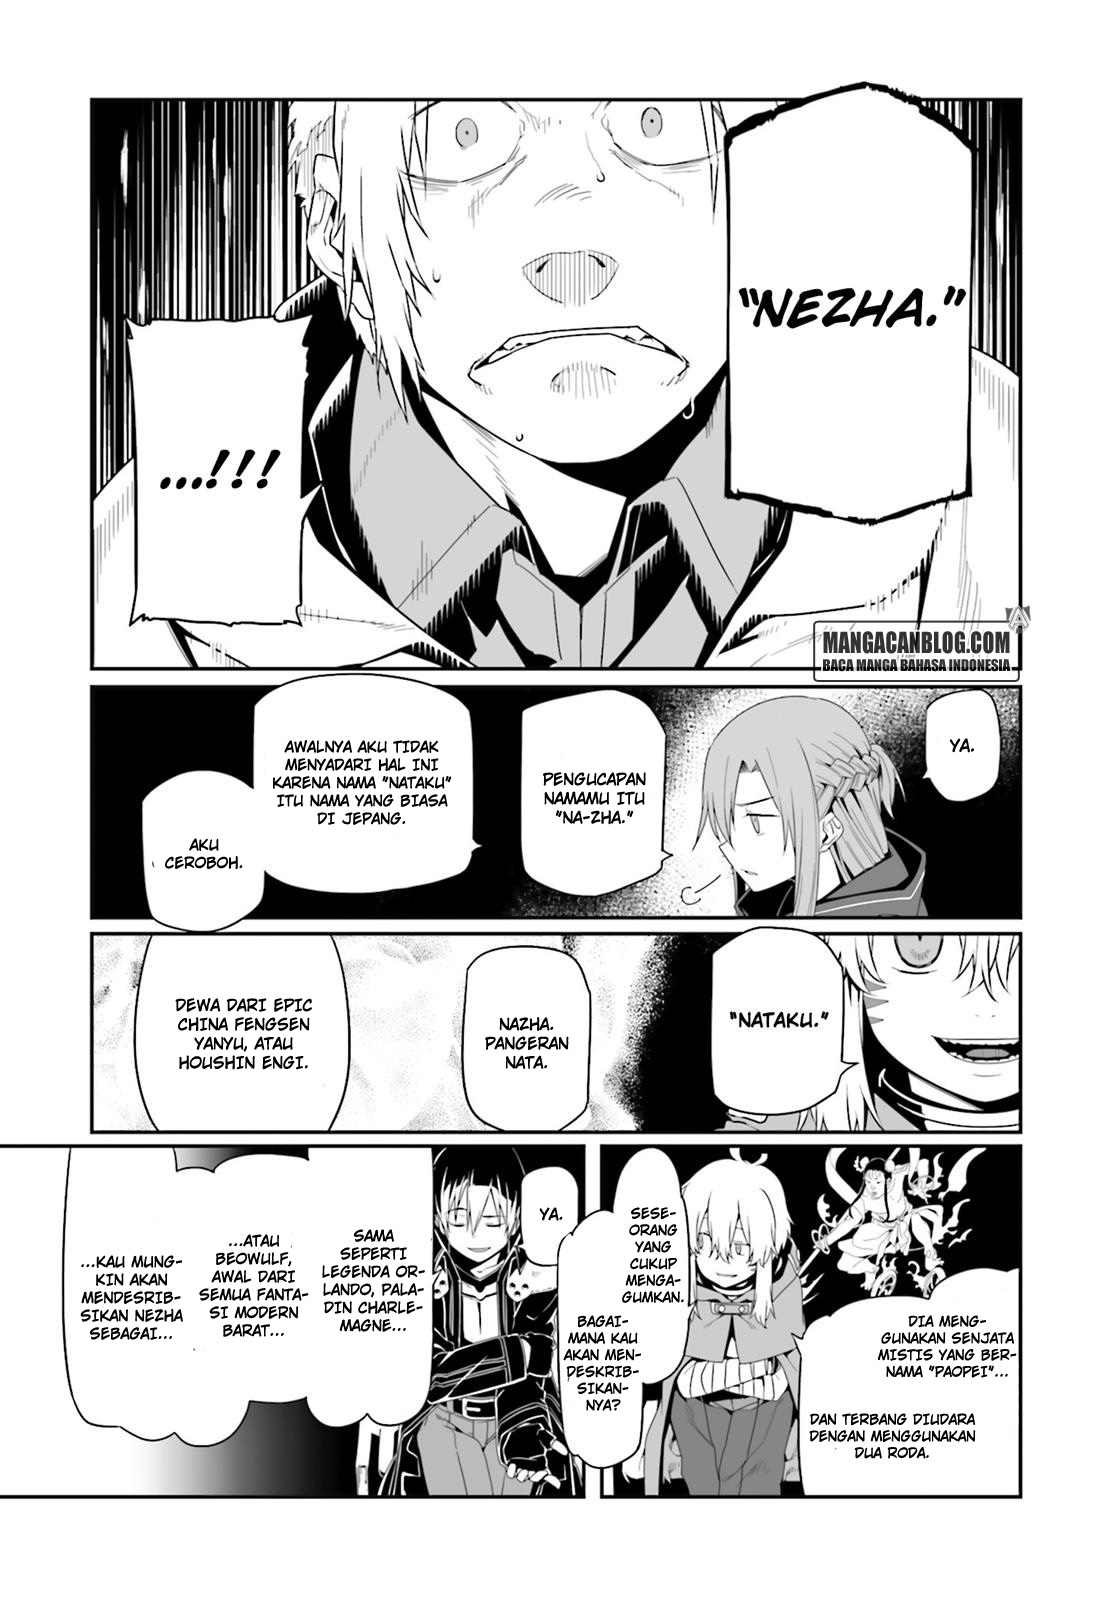 "NEZHA."
...!!!
MANGACANBLOG.COM
BACA MANGA BAHASA INDONESIA
YA.
PENGUCAPAN
NAMAMU ITU
"NA-ZHA."
AWALNYA AKU TIDAK
MENYADARI HAL INI
KARENA NAMA "NATAKU"
ITU NAMA YANG BIASA
DI JEPANG.
AKU
CEROBOH.
"NATAKU."
NAZHA.
PANGERAN
NATA.
DEWA DARI EPIC
CHINA FENGSEN
YANYU, ATAU
HOUSHIN ENGI.
DIA MENG-
GUNAKAN SENJATA
MISTIS YANG BER-
NAMA "PAOPEI"...
DAN TERBANG DIUDARA
DENGAN MENGGUNAKAN
DUA RODA.
SESE-
ORANG
YANG
CUKUP
MENGA-
GUMKAN.
BAGAI-
MANA KAU
AKAN MEN-
DESKRIB-
SIKAN-
NYA?
YA.
SAMA
SEPERTI
LEGENDA OR-
LANDO, PALA-
DIN CHARLE-
MAGNE...
...ATAU
BEOWULF,
AWAL DARI
SEMUA FANTA-
SI MODERN
BARAT...
...KAU MUNG-
KIN AKAN
MENDESRIB-
SIKAN NEZHA
SEBAGAI...